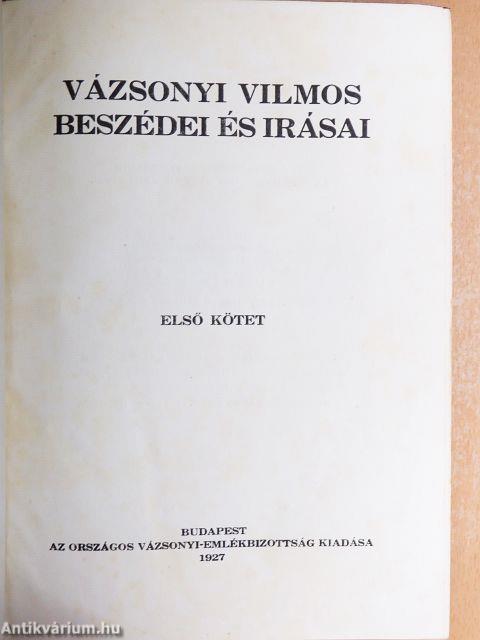 VÁZSONYI VILMOS
BESZÉDEI ÉS IRÁSAI
ELSŐ KÖTET
BUDAPEST
AZ ORSZÁGOS VÁZSONYI-EMLÉKBIZOTTSÁG KIADÁSA
1927
Antikvárium.hu